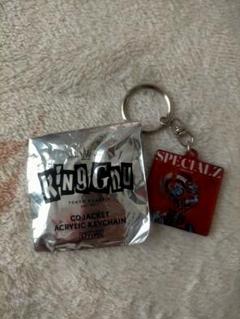 King Gnu
CD JACKET
ACRYLIC KEYCHAIN
SPECIALZ